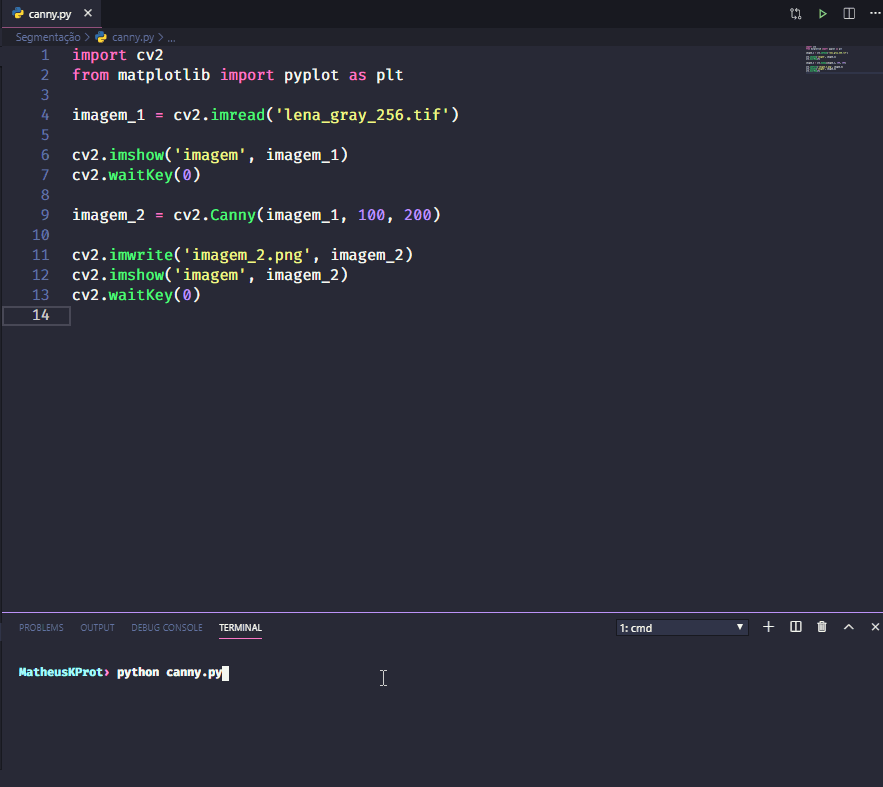 canny.py
Segmentação > canny.py > ...
1 import cv2
2 from matplotlib import pyplot as plt
3
4 imagem_1 = cv2.imread('lena_gray_256.tif')
5
6 cv2.imshow('imagem', imagem_1)
7 cv2.waitKey(0)
8
9 imagem_2 = cv2.Canny(imagem_1, 100, 200)
10
11 cv2.imwrite('imagem_2.png', imagem_2)
12 cv2.imshow('imagem', imagem_2)
13 cv2.waitKey(0)
14
PROBLEMS OUTPUT DEBUG CONSOLE TERMINAL 1: cmd
MatheusKProt> python canny.py